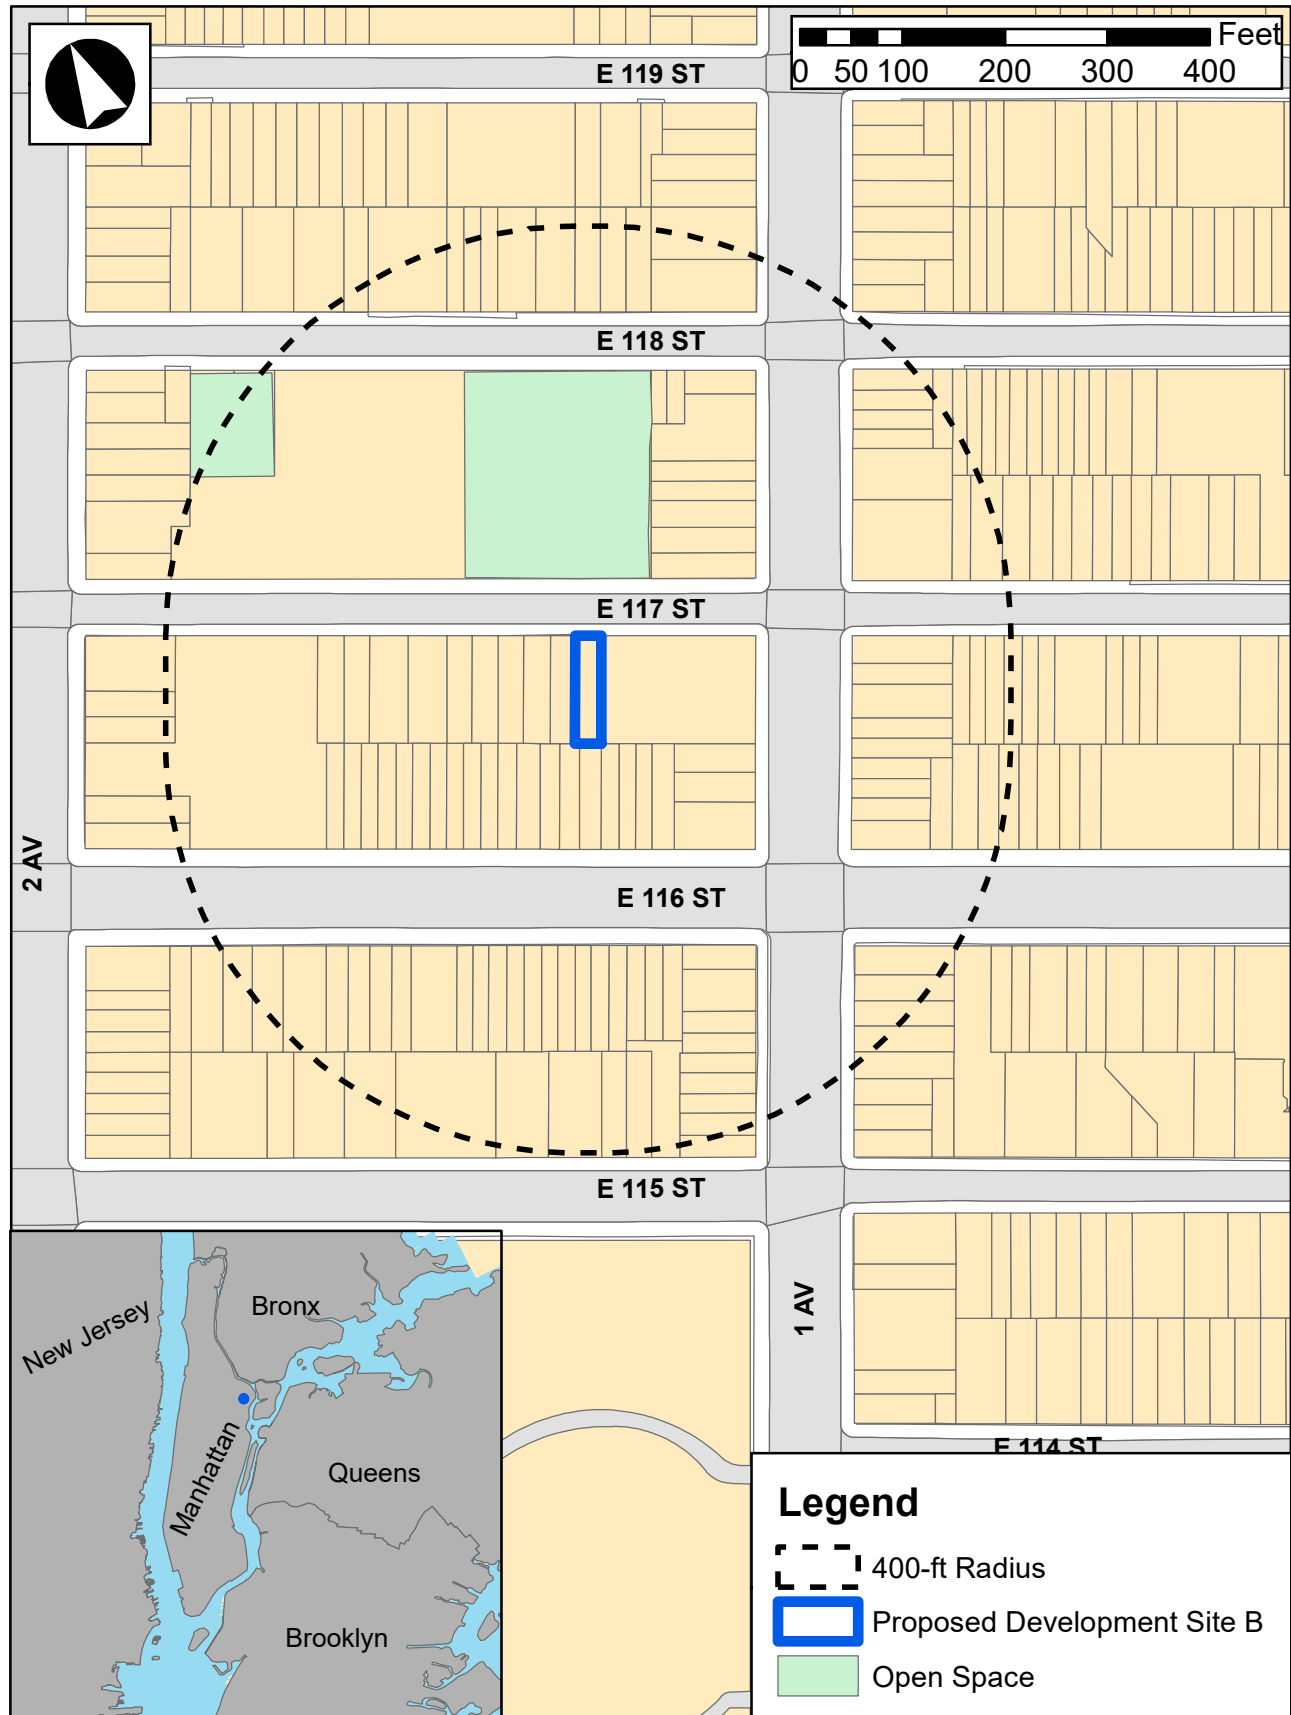 Feet
0 50 100 200 300 400
E 119 ST
E 118 ST
E 117 ST
2 AV
E 116 ST
E 115 ST
1 AV
E 114 ST
New Jersey
Bronx
Manhattan
Queens
Brooklyn
Legend
400-ft Radius
Proposed Development Site B
Open Space